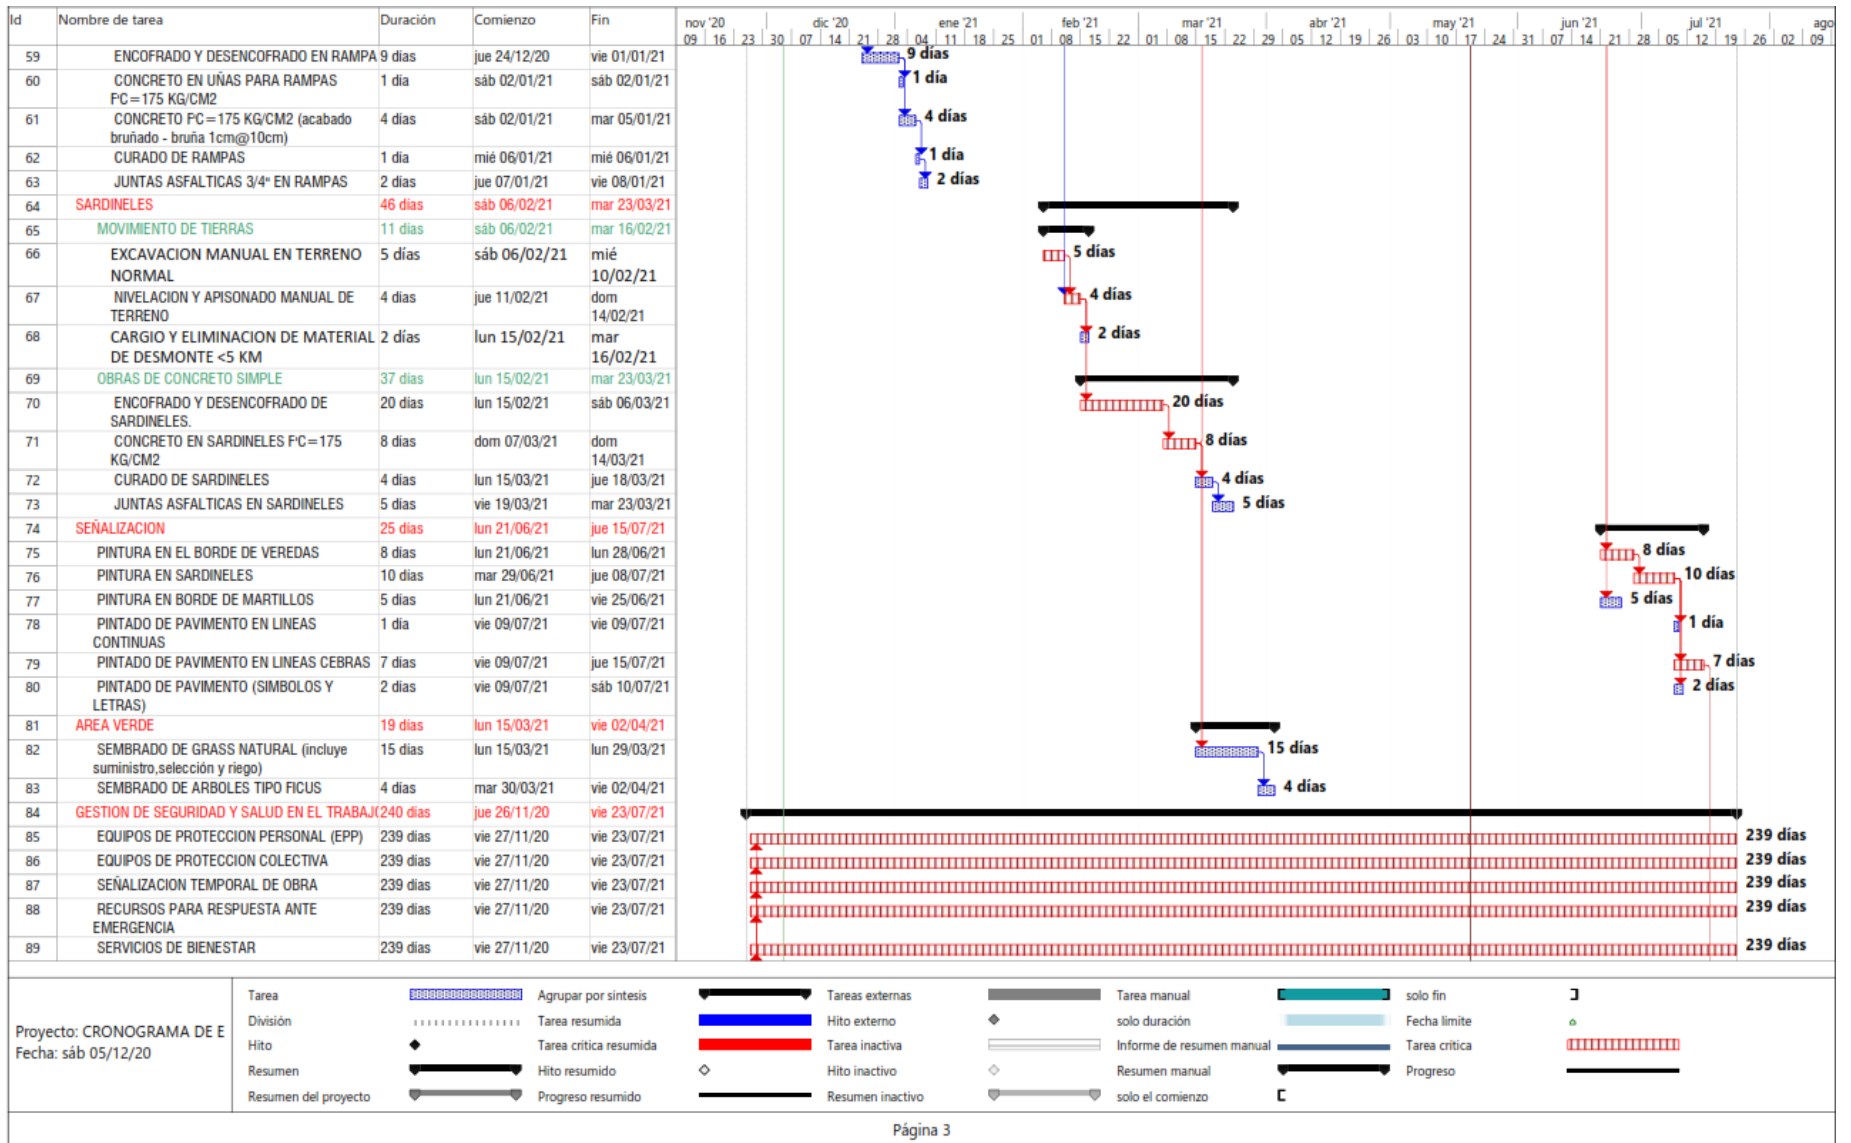 Id Nombre de tarea Duración Comienzo Fin
nov '20 dic '20 ene '21 feb '21 mar '21 abr '21 may '21 jun '21 jul '21 ago
09 16 23 30 07 14 21 28 04 11 18 25 01 08 15 22 01 08 15 22 29 05 12 19 26 03 10 17 24 31 07 14 21 28 05 12 19 26 02 09
59 ENCOFRADO Y DESENCOFRADO EN RAMPA 9 días jue 24/12/20 vie 01/01/21 9 días
60 CONCRETO EN UÑAS PARA RAMPAS 1 día sáb 02/01/21 sáb 02/01/21 1 día
F'C=175 KG/CM2
61 CONCRETO F'C=175 KG/CM2 (acabado 4 días sáb 02/01/21 mar 05/01/21 4 días
bruñado - bruña 1cm@10cm)
62 CURADO DE RAMPAS 1 día mié 06/01/21 mié 06/01/21 1 día
63 JUNTAS ASFALTICAS 3/4" EN RAMPAS 2 días jue 07/01/21 vie 08/01/21 2 días
64 SARDINELES 46 días sáb 06/02/21 mar 23/03/21
65 MOVIMIENTO DE TIERRAS 11 días sáb 06/02/21 mar 16/02/21
66 EXCAVACION MANUAL EN TERRENO 5 días sáb 06/02/21 mié 5 días
NORMAL 10/02/21
67 NIVELACION Y APISONADO MANUAL DE 4 días jue 11/02/21 dom 4 días
TERRENO 14/02/21
68 CARGIO Y ELIMINACION DE MATERIAL 2 días lun 15/02/21 mar 2 días
DE DESMONTE <5 KM 16/02/21
69 OBRAS DE CONCRETO SIMPLE 37 días lun 15/02/21 mar 23/03/21
70 ENCOFRADO Y DESENCOFRADO DE 20 días lun 15/02/21 sáb 06/03/21 20 días
SARDINELES.
71 CONCRETO EN SARDINELES F'C=175 8 días dom 07/03/21 dom 8 días
KG/CM2 14/03/21
72 CURADO DE SARDINELES 4 días lun 15/03/21 jue 18/03/21 4 días
73 JUNTAS ASFALTICAS EN SARDINELES 5 días vie 19/03/21 mar 23/03/21 5 días
74 SEÑALIZACION 25 días lun 21/06/21 jue 15/07/21
75 PINTURA EN EL BORDE DE VEREDAS 8 días lun 21/06/21 lun 28/06/21 8 días
76 PINTURA EN SARDINELES 10 días mar 29/06/21 jue 08/07/21 10 días
77 PINTURA EN BORDE DE MARTILLOS 5 días lun 21/06/21 vie 25/06/21 5 días
78 PINTADO DE PAVIMENTO EN LINEAS 1 día vie 09/07/21 vie 09/07/21 1 día
CONTINUAS
79 PINTADO DE PAVIMENTO EN LINEAS CEBRAS 7 días vie 09/07/21 jue 15/07/21 7 días
80 PINTADO DE PAVIMENTO (SIMBOLOS Y 2 días vie 09/07/21 sáb 10/07/21 2 días
LETRAS)
81 AREA VERDE 19 días lun 15/03/21 vie 02/04/21
82 SEMBRADO DE GRASS NATURAL (incluye 15 días lun 15/03/21 lun 29/03/21 15 días
suministro,selección y riego)
83 SEMBRADO DE ARBOLES TIPO FICUS 4 días mar 30/03/21 vie 02/04/21 4 días
84 GESTION DE SEGURIDAD Y SALUD EN EL TRABAJO 240 días jue 26/11/20 vie 23/07/21
85 EQUIPOS DE PROTECCION PERSONAL (EPP) 239 días vie 27/11/20 vie 23/07/21 239 días
86 EQUIPOS DE PROTECCION COLECTIVA 239 días vie 27/11/20 vie 23/07/21 239 días
87 SEÑALIZACION TEMPORAL DE OBRA 239 días vie 27/11/20 vie 23/07/21 239 días
88 RECURSOS PARA RESPUESTA ANTE 239 días vie 27/11/20 vie 23/07/21 239 días
EMERGENCIA
89 SERVICIOS DE BIENESTAR 239 días vie 27/11/20 vie 23/07/21 239 días
Proyecto: CRONOGRAMA DE E
Fecha: sáb 05/12/20
Tarea Agrupar por síntesis Tareas externas Tarea manual solo fin
División Tarea resumida Hito externo solo duración Fecha límite
Hito Tarea crítica resumida Tarea inactiva Informe de resumen manual Tarea crítica
Resumen Hito resumido Hito inactivo Resumen manual Progreso
Resumen del proyecto Progreso resumido Resumen inactivo solo el comienzo
Página 3